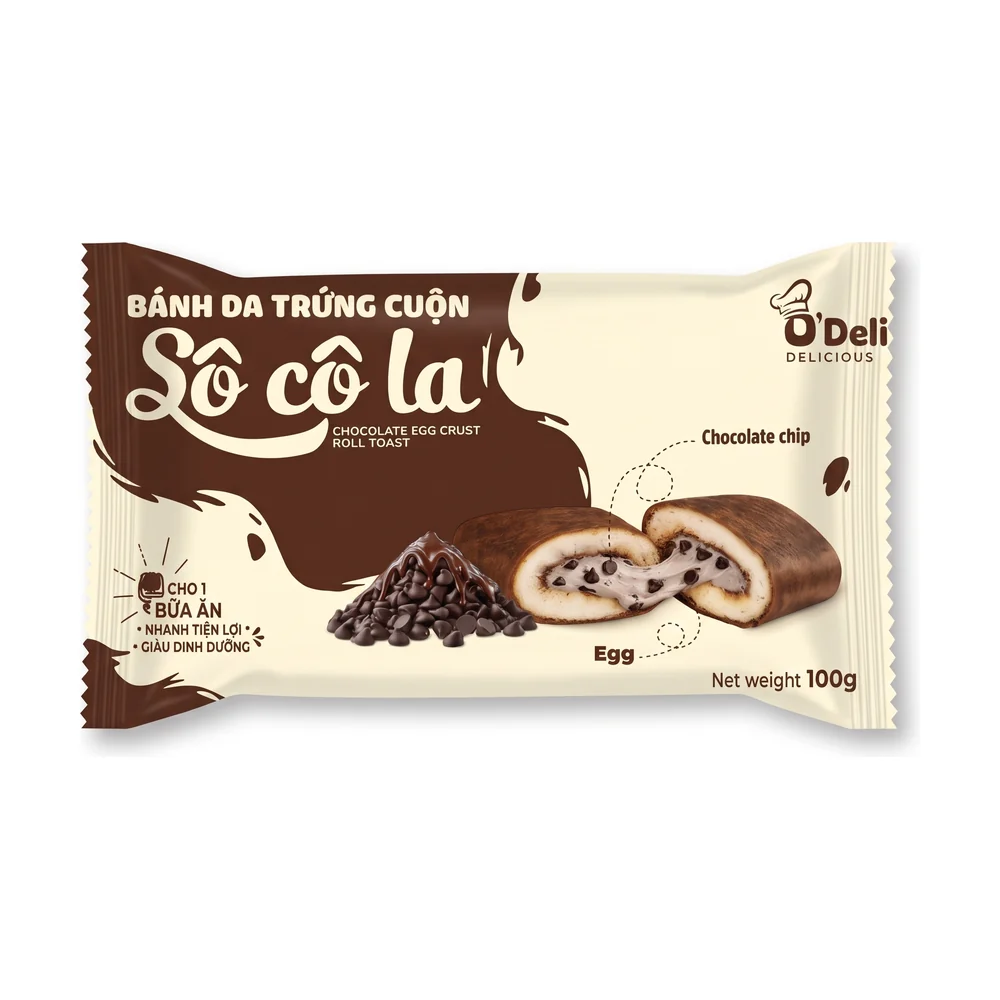 BÁNH DA TRỨNG CUỘN
Sô cô la
CHOCOLATE EGG CRUST
ROLL TOAST
O'Deli
DELICIOUS
Chocolate chip
CHO 1
BỮA ĂN
• NHANH TIỆN LỢI
• GIÀU DINH DƯỠNG
Egg
Net weight 100g